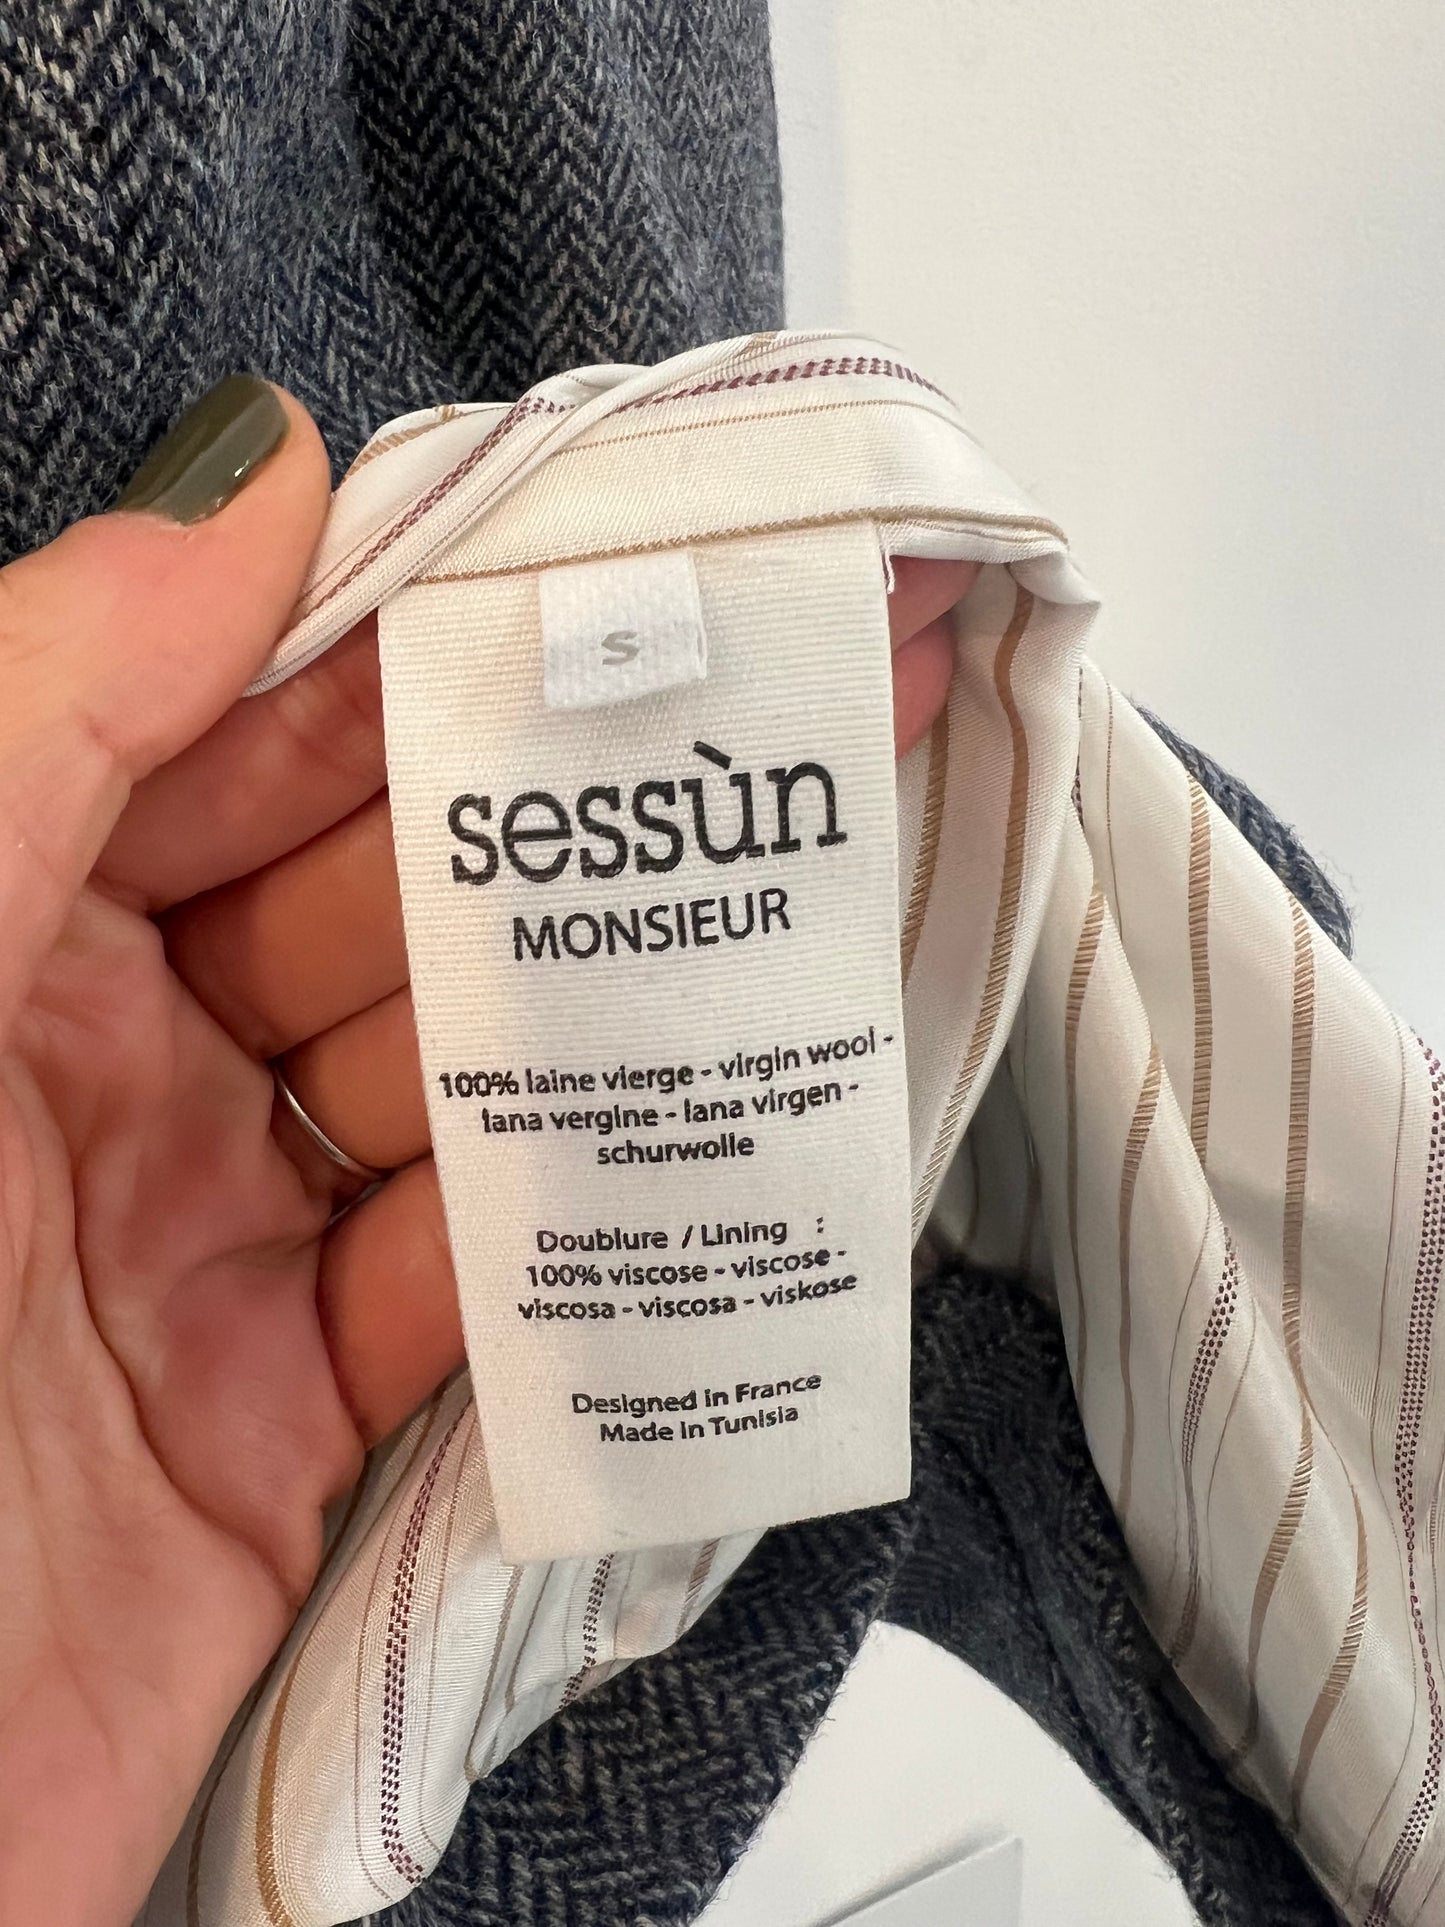 S
sessùn
MONSIEUR
100% laine vierge - virgin wool -
lana vergine - lana virgen -
schurwolle
Doublure / Lining :
100% viscose - viscose -
viscosa - viscosa - viskose
Designed in France
Made in Tunisia